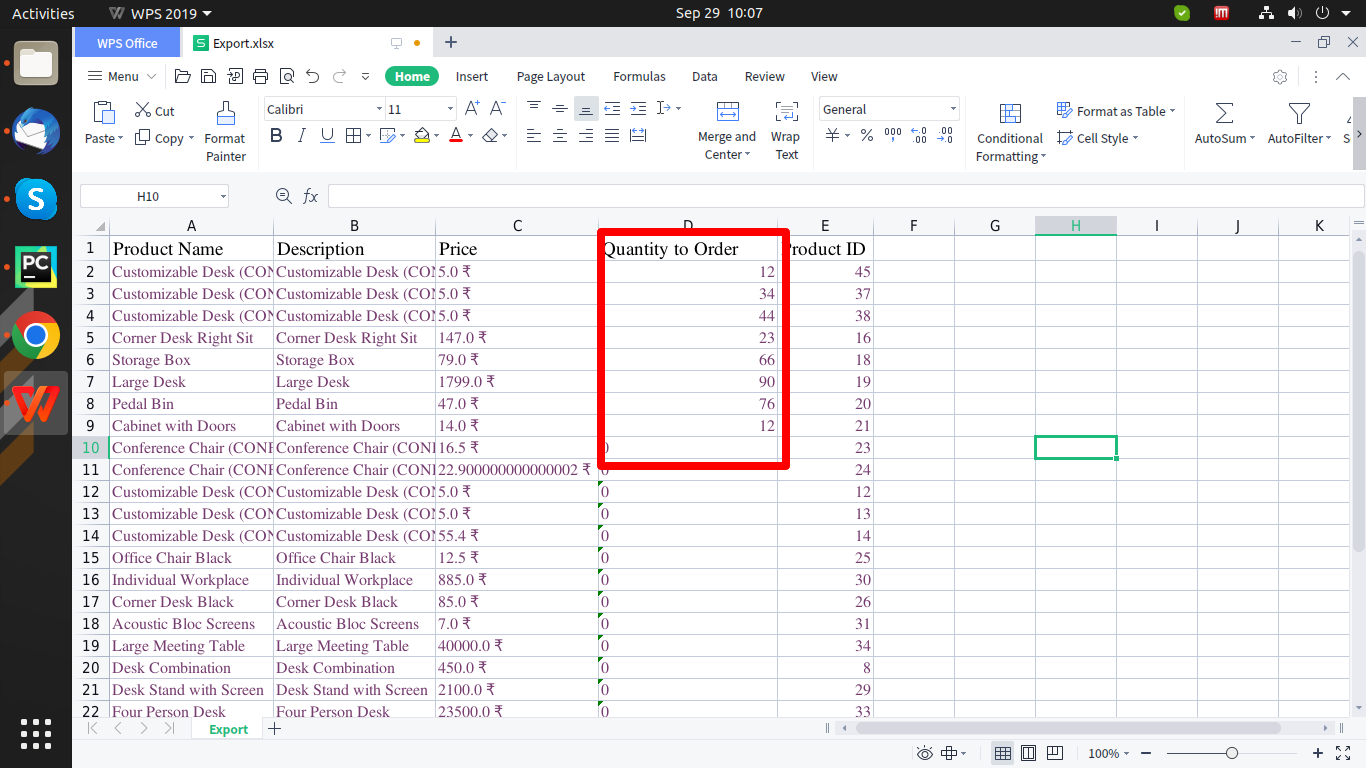 Activities WPS 2019 Sep 29 10:07
WPS Office Export.xlsx
Menu Home Insert Page Layout Formulas Data Review View
Paste Cut Copy Format Painter Calibri 11 Merge and Center Wrap Text General Conditional Formatting Format as Table Cell Style AutoSum AutoFilter
H10 fx
A B C D E F G H I J K
1 Product Name Description Price Quantity to Order Product ID
2 Customizable Desk (CON Customizable Desk (CON 5.0 ₹ 12 45
3 Customizable Desk (CON Customizable Desk (CON 5.0 ₹ 34 37
4 Customizable Desk (CON Customizable Desk (CON 5.0 ₹ 44 38
5 Corner Desk Right Sit Corner Desk Right Sit 147.0 ₹ 23 16
6 Storage Box Storage Box 79.0 ₹ 66 18
7 Large Desk Large Desk 1799.0 ₹ 90 19
8 Pedal Bin Pedal Bin 47.0 ₹ 76 20
9 Cabinet with Doors Cabinet with Doors 14.0 ₹ 12 21
10 Conference Chair (CONF Conference Chair (CONF 16.5 ₹ 0 23
11 Conference Chair (CONF Conference Chair (CONF 22.900000000000002 ₹ 0 24
12 Customizable Desk (CON Customizable Desk (CON 5.0 ₹ 0 12
13 Customizable Desk (CON Customizable Desk (CON 5.0 ₹ 0 13
14 Customizable Desk (CON Customizable Desk (CON 55.4 ₹ 0 14
15 Office Chair Black Office Chair Black 12.5 ₹ 0 25
16 Individual Workplace Individual Workplace 885.0 ₹ 0 30
17 Corner Desk Black Corner Desk Black 85.0 ₹ 0 26
18 Acoustic Bloc Screens Acoustic Bloc Screens 7.0 ₹ 0 31
19 Large Meeting Table Large Meeting Table 40000.0 ₹ 0 34
20 Desk Combination Desk Combination 450.0 ₹ 0 8
21 Desk Stand with Screen Desk Stand with Screen 2100.0 ₹ 0 29
22 Four Person Desk Four Person Desk 23500.0 ₹ 0 33
Export
100%